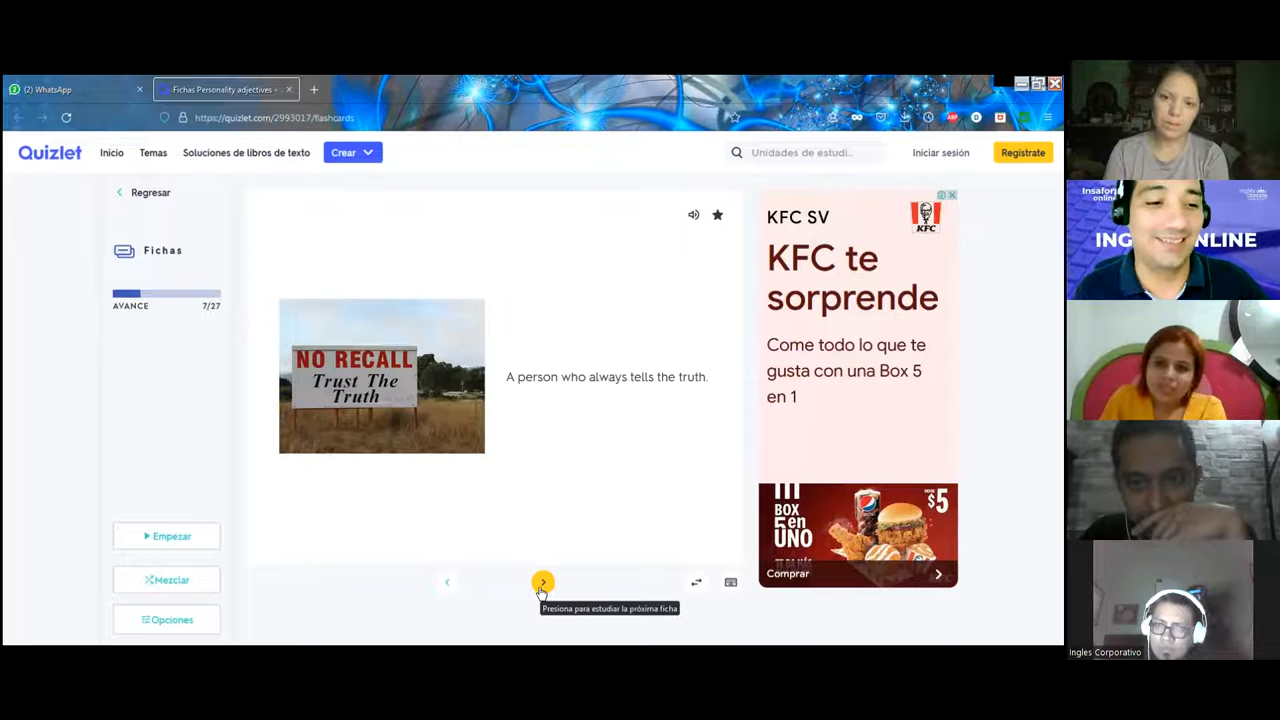 (2) WhatsApp
Fichas Personality adjectives
https://quizlet.com/2993017/flashcards
Quizlet
Inicio
Temas
Soluciones de libros de texto
Crear
Unidades de estudi...
Iniciar sesión
Regístrate
Regresar
Fichas
AVANCE
7/27
NO RECALL
Trust The
Truth
A person who always tells the truth.
Empezar
Mezclar
Opciones
Presiona para estudiar la próxima ficha
KFC SV
KFC
KFC te
sorprende
Come todo lo que te
gusta con una Box 5
en 1
BOX
5 en
UNO
$5
Comprar
Insafor
online
ING
ONLINE
Ingles Corporativo